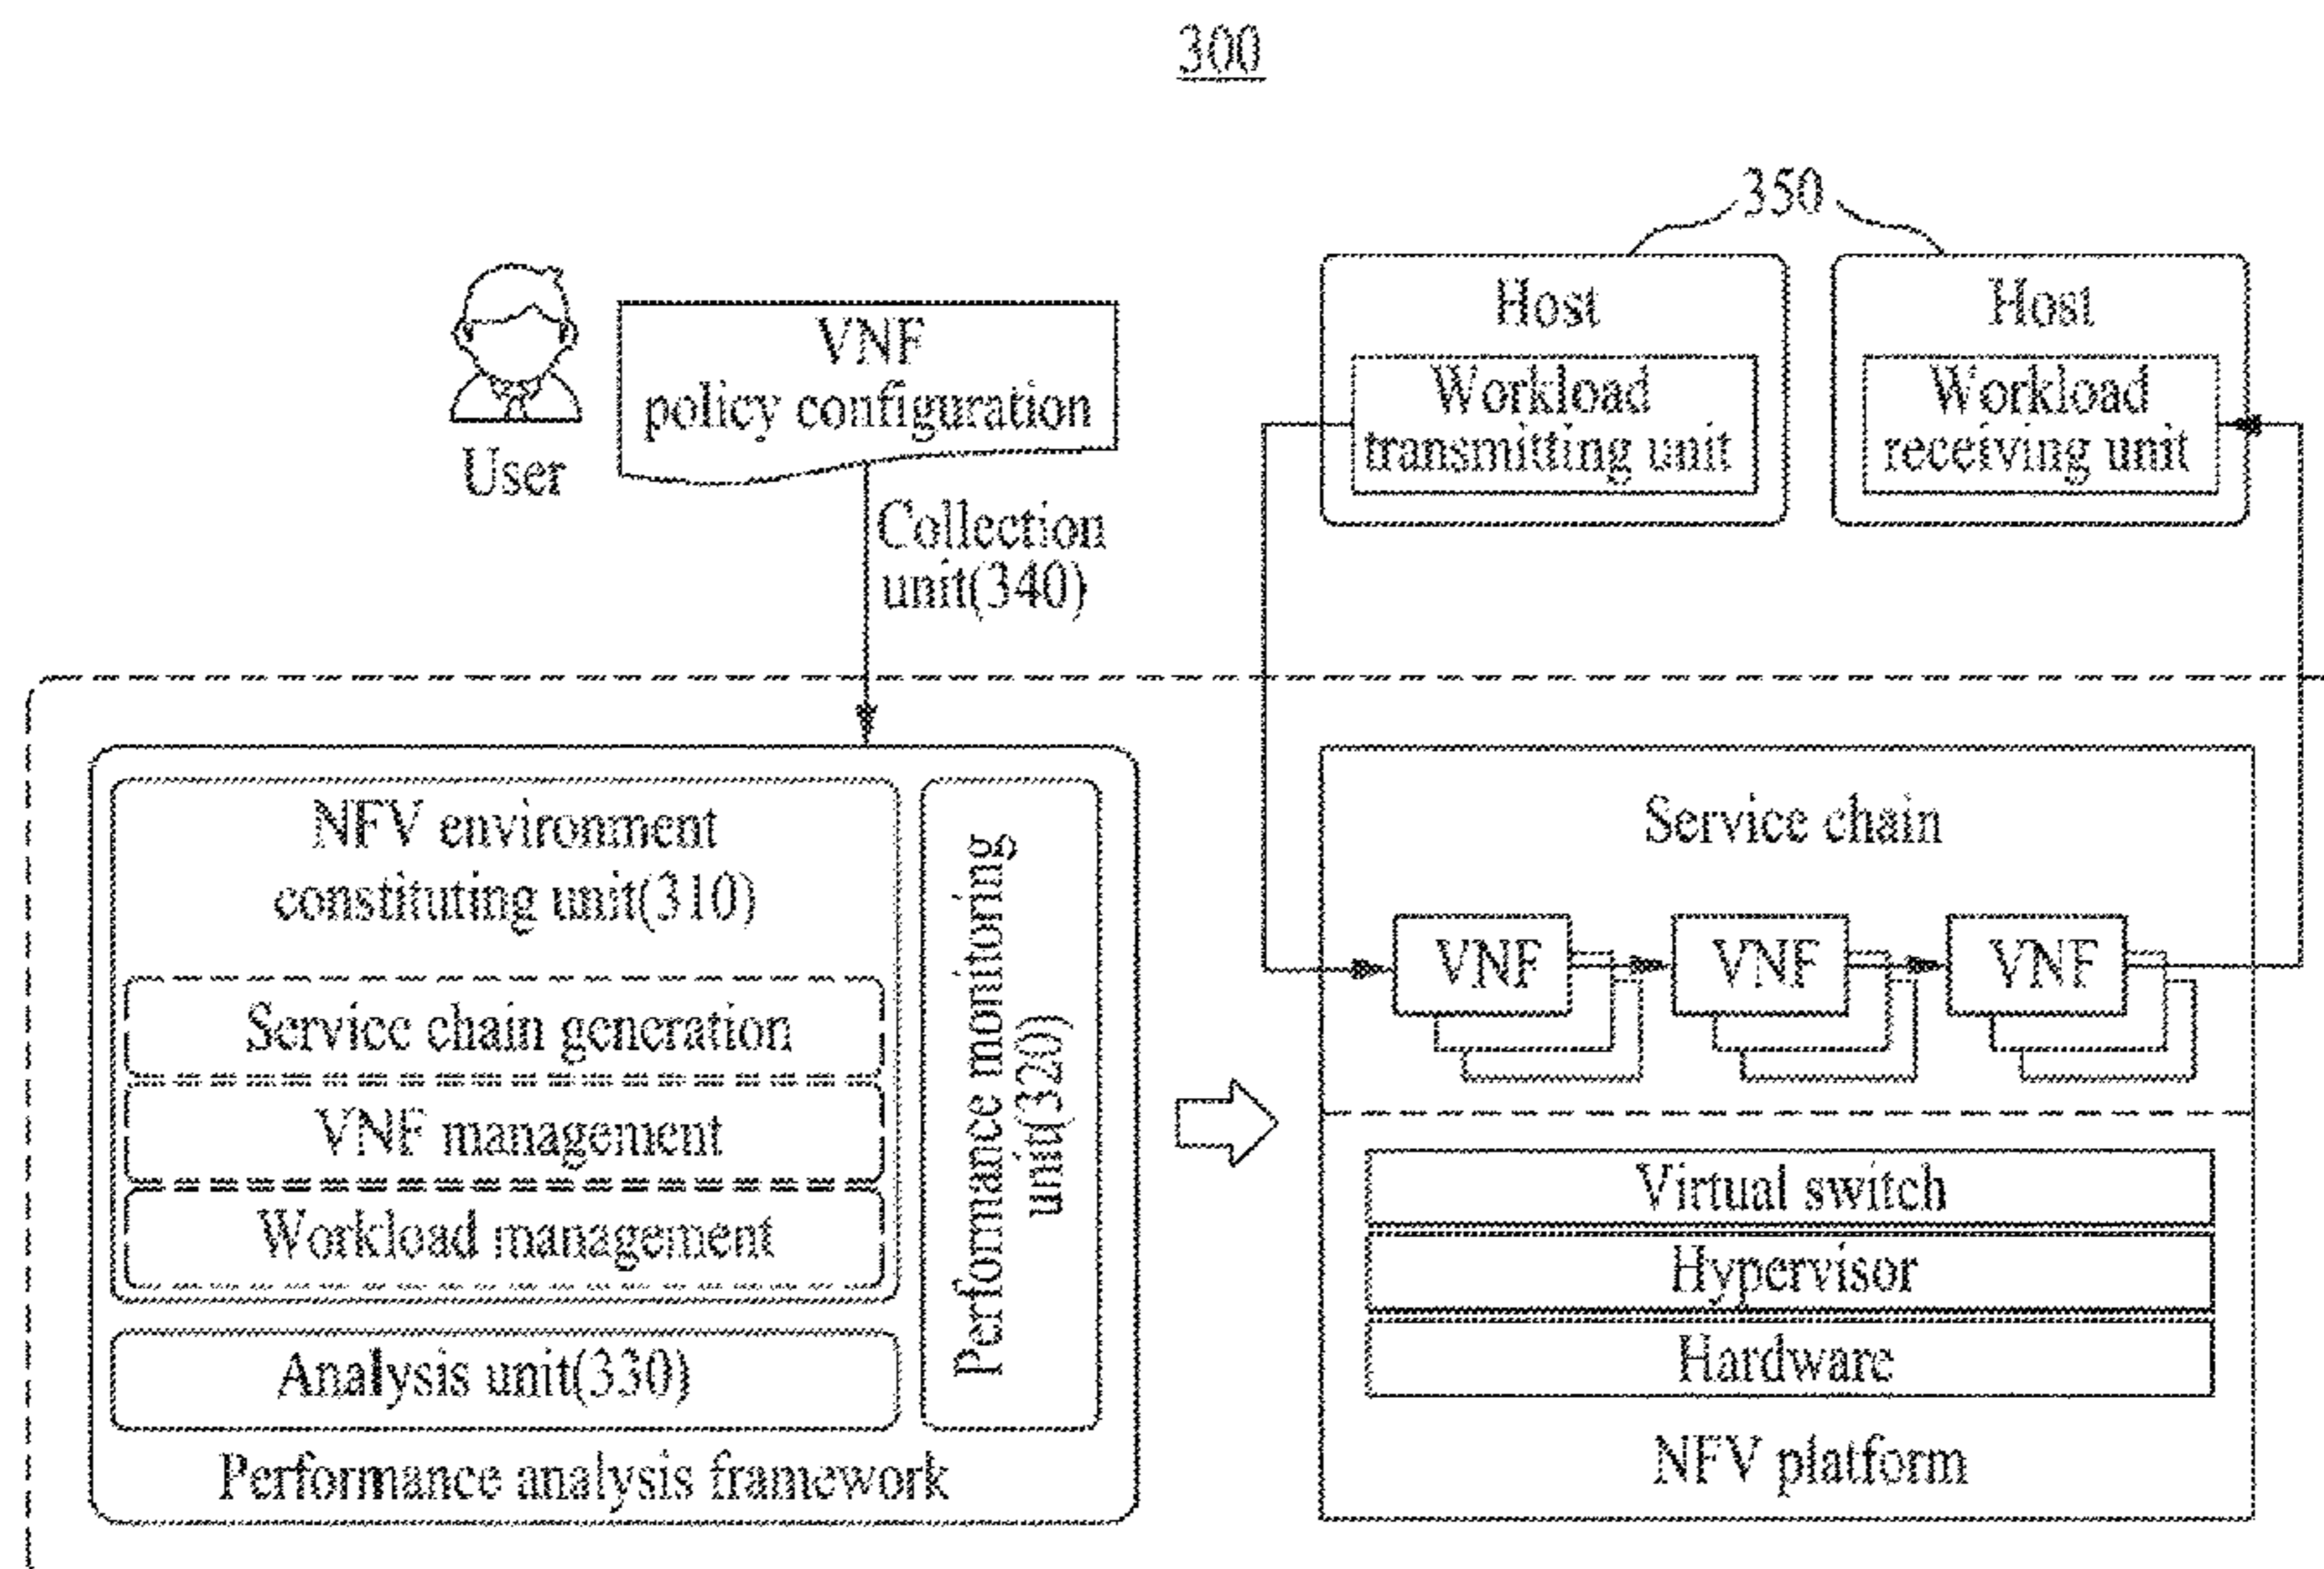 300
350
VNF
policy configuration
User
Collection
unit(340)
Host
Workload
transmitting unit
Host
Workload
receiving unit
NFV environment
constituting unit(310)
Service chain generation
VNF management
Workload management
Analysis unit(330)
Performance monitoring
unit(320)
Performance analysis framework
Service chain
VNF
VNF
VNF
Virtual switch
Hypervisor
Hardware
NFV platform